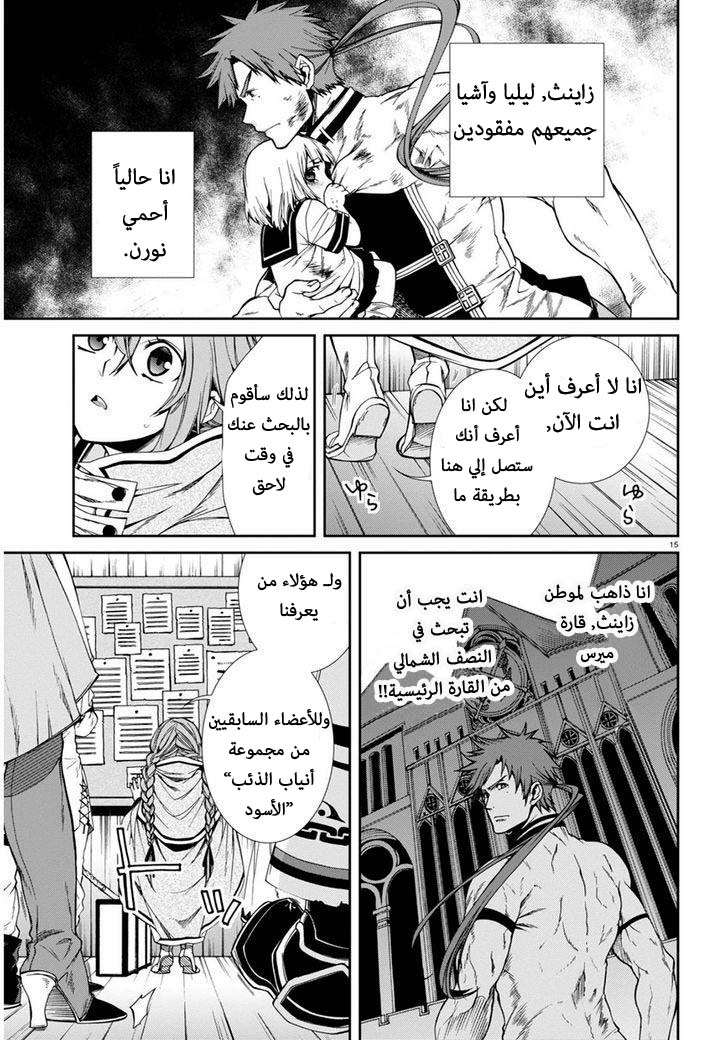 زاينث, ليليا وآشيا
جميعهم مفقودين
انا حالياً
أحمي
نورن.
انا لا أعرف أين
انت الآن,
لكن انا
أعرف أنك
ستصل إلي هنا
بطريقة ما
لذلك سأقوم
بالبحث عنك
في وقت
لاحق
15
انا ذاهب لموطن
زاينث, قارة
ميرس
انت يجب أن
تبحث في
النصف الشمالي
من القارة الرئيسية!!
ولـ هؤلاء من
يعرفنا
وللأعضاء السابقيين
من مجموعة
أنياب الذئب
"الأسود"